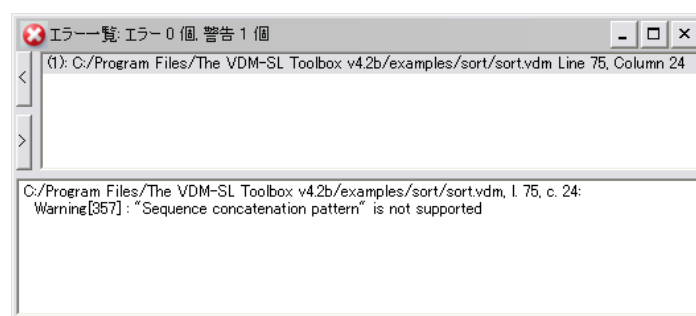 エラー一覧: エラー 0 個, 警告 1 個
(1): C:/Program Files/The VDM-SL Toolbox v4.2b/examples/sort/sort.vdm Line 75, Column 24
C:/Program Files/The VDM-SL Toolbox v4.2b/examples/sort/sort.vdm, l. 75, c. 24:
Warning[357] : "Sequence concatenation pattern" is not supported